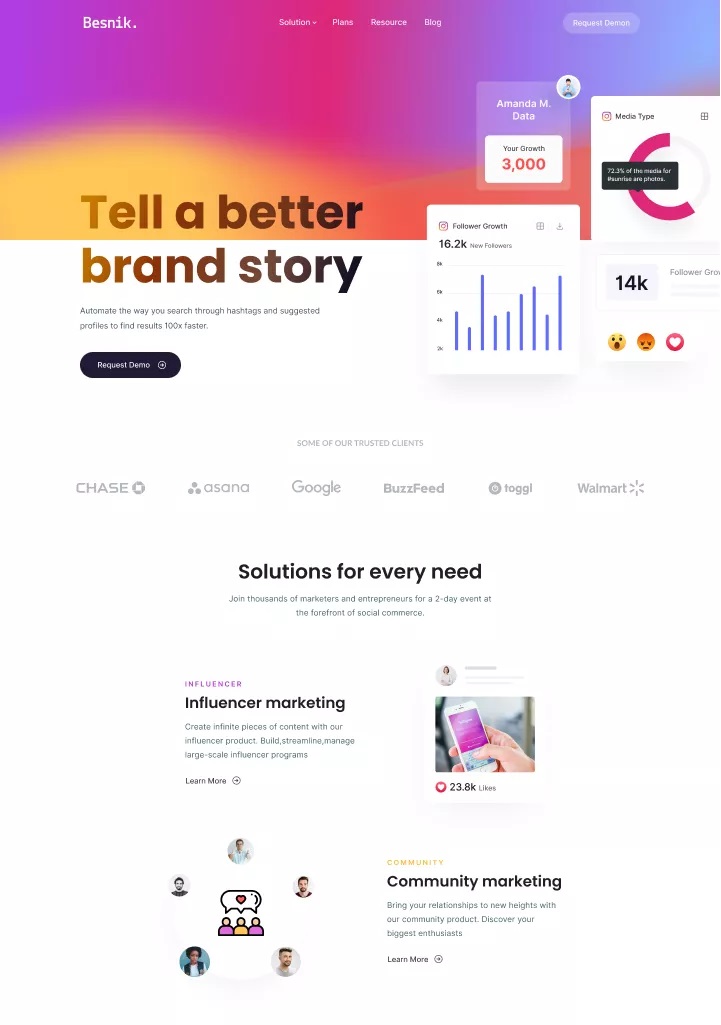 Besnik.
Solution
Plans
Resource
Blog
Request Demon
Tell a better
brand story
Automate the way you search through hashtags and suggested
profiles to find results 100x faster.
Request Demo
Amanda M.
Data
Your Growth
3,000
Media Type
72.3% of the media for
#sunrise are photos.
Follower Growth
16.2k New Followers
8k
6k
4k
2k
14k
Follower Grow
SOME OF OUR TRUSTED CLIENTS
CHASE
asana
Google
BuzzFeed
toggl
Walmart
Solutions for every need
Join thousands of marketers and entrepreneurs for a 2-day event at
the forefront of social commerce.
INFLUENCER
Influencer marketing
Create infinite pieces of content with our
influencer product. Build,streamline,manage
large-scale influencer programs
Learn More
23.8k Likes
COMMUNITY
Community marketing
Bring your relationships to new heights with
our community product. Discover your
biggest enthusiasts
Learn More